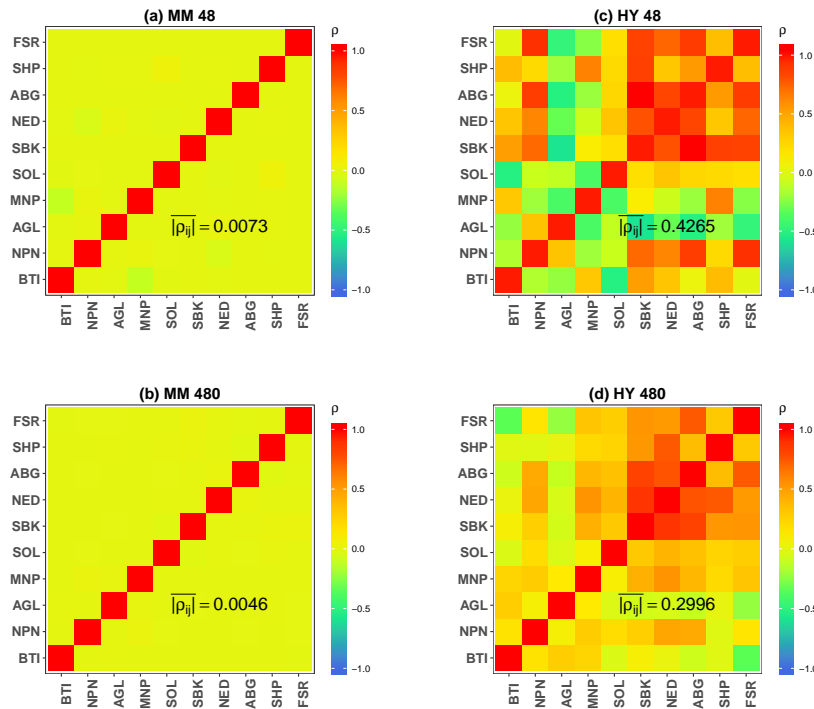 (a) MM 48
FSR
SHP
ABG
NED
SBK
SOL
MNP
AGL
NPN
BTI
|ρij| = 0.0073
BTI NPN AGL MNP SOL SBK NED ABG SHP FSR
ρ
1.0
0.5
0.0
−0.5
−1.0
(c) HY 48
FSR
SHP
ABG
NED
SBK
SOL
MNP
AGL
NPN
BTI
|ρij| = 0.4265
BTI NPN AGL MNP SOL SBK NED ABG SHP FSR
ρ
1.0
0.5
0.0
−0.5
−1.0
(b) MM 480
FSR
SHP
ABG
NED
SBK
SOL
MNP
AGL
NPN
BTI
|ρij| = 0.0046
BTI NPN AGL MNP SOL SBK NED ABG SHP FSR
ρ
1.0
0.5
0.0
−0.5
−1.0
(d) HY 480
FSR
SHP
ABG
NED
SBK
SOL
MNP
AGL
NPN
BTI
|ρij| = 0.2996
BTI NPN AGL MNP SOL SBK NED ABG SHP FSR
ρ
1.0
0.5
0.0
−0.5
−1.0